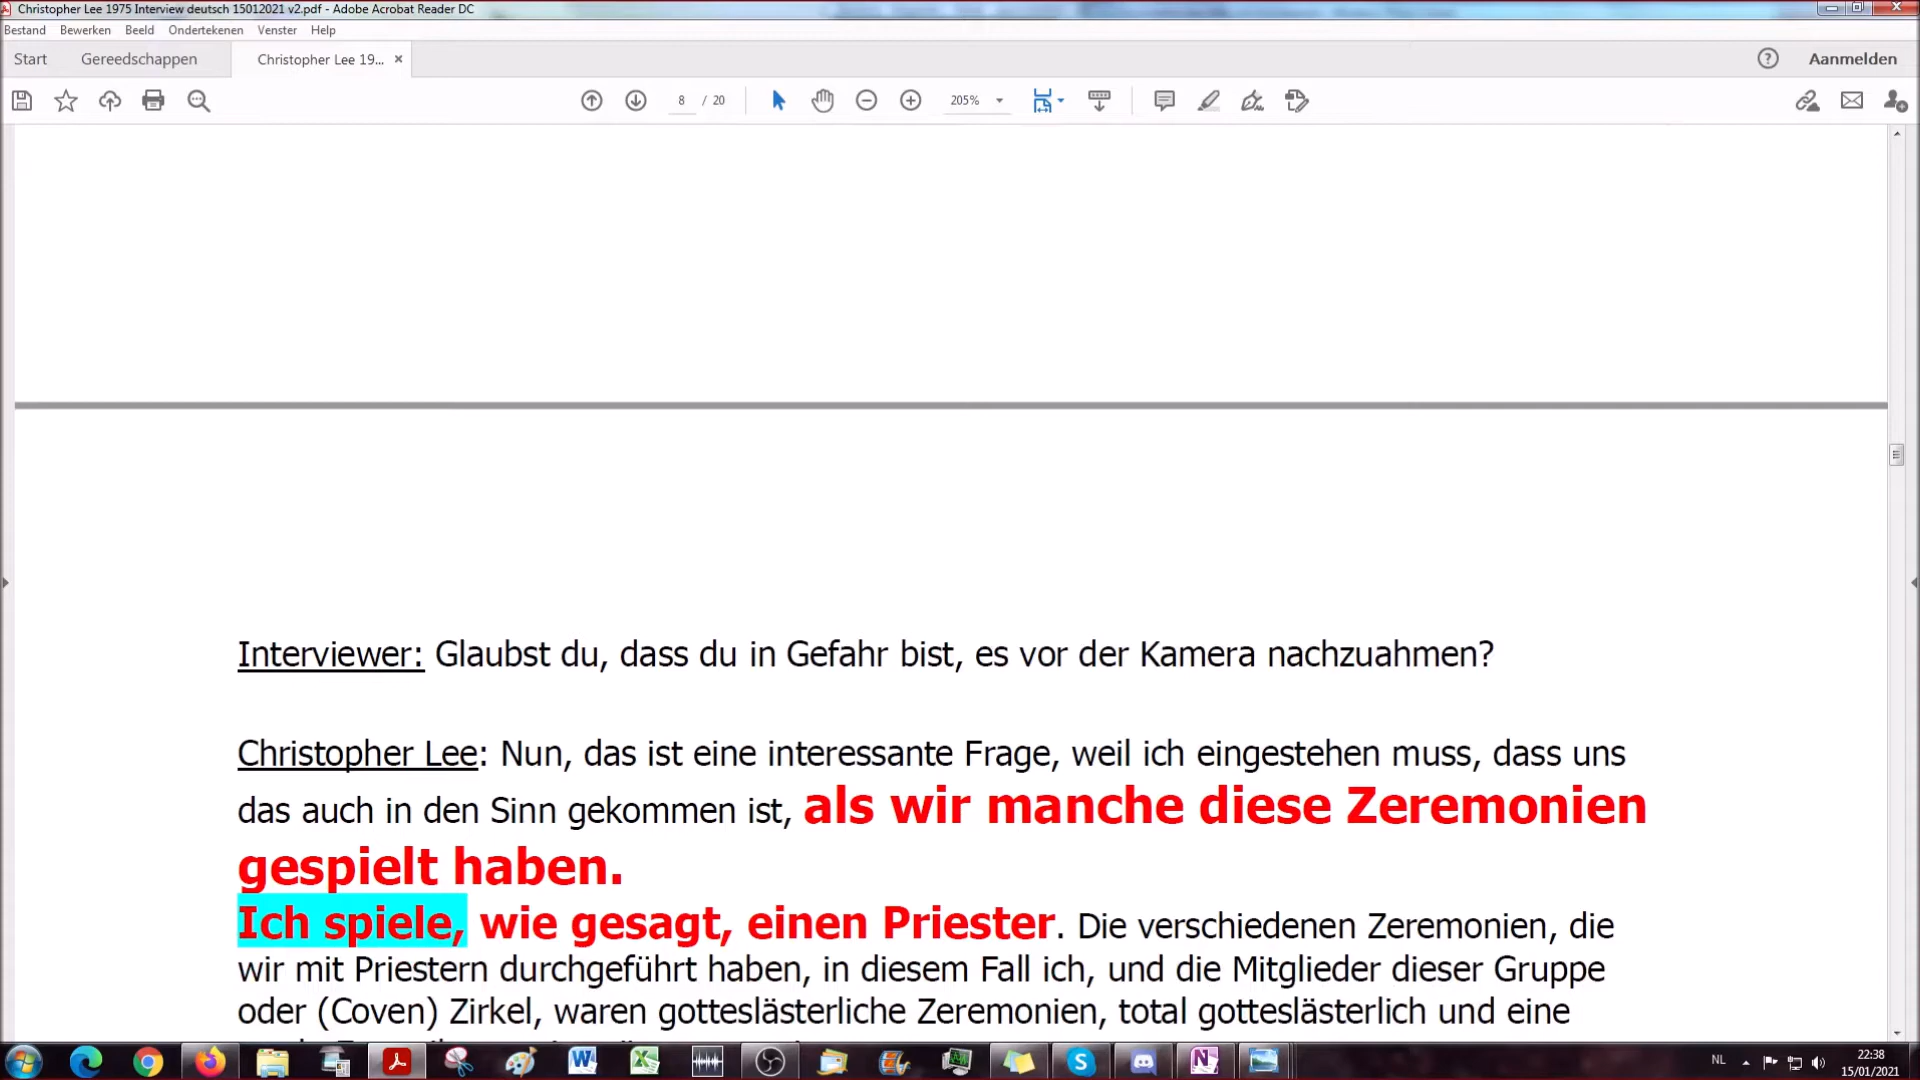 Christopher Lee 1975 Interview deutsch 15012021 v2.pdf - Adobe Acrobat Reader DC
Bestand Bewerken Beeld Ondertekenen Venster Help
Start Gereedschappen Christopher Lee 19... × Aanmelden
8 / 20 205%
Interviewer: Glaubst du, dass du in Gefahr bist, es vor der Kamera nachzuahmen?
Christopher Lee: Nun, das ist eine interessante Frage, weil ich eingestehen muss, dass uns
das auch in den Sinn gekommen ist, als wir manche diese Zeremonien
gespielt haben.
Ich spiele, wie gesagt, einen Priester. Die verschiedenen Zeremonien, die
wir mit Priestern durchgeführt haben, in diesem Fall ich, und die Mitglieder dieser Gruppe
oder (Coven) Zirkel, waren gotteslästerliche Zeremonien, total gotteslästerlich und eine
NL 22:38
15/01/2021